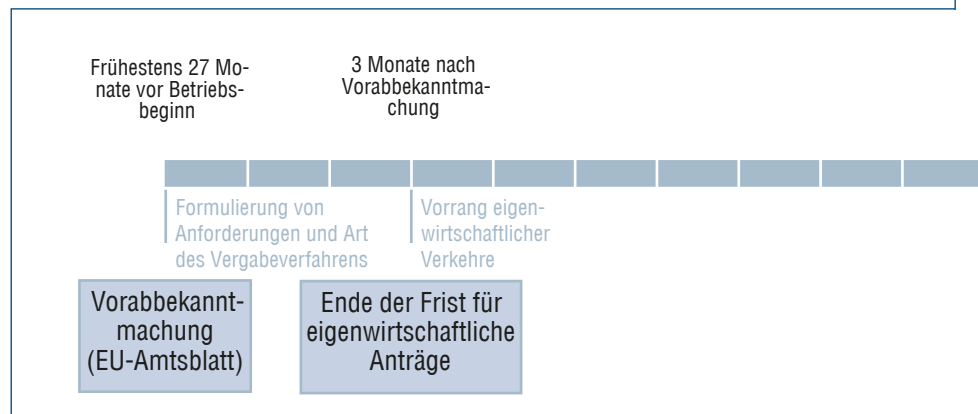 Frühestens 27 Mo-
nate vor Betriebs-
beginn
3 Monate nach
Vorabbekanntma-
chung
Formulierung von
Anforderungen und Art
des Vergabeverfahrens
Vorrang eigen-
wirtschaftlicher
Verkehre
Vorabbekannt-
machung
(EU-Amtsblatt)
Ende der Frist für
eigenwirtschaftliche
Anträge